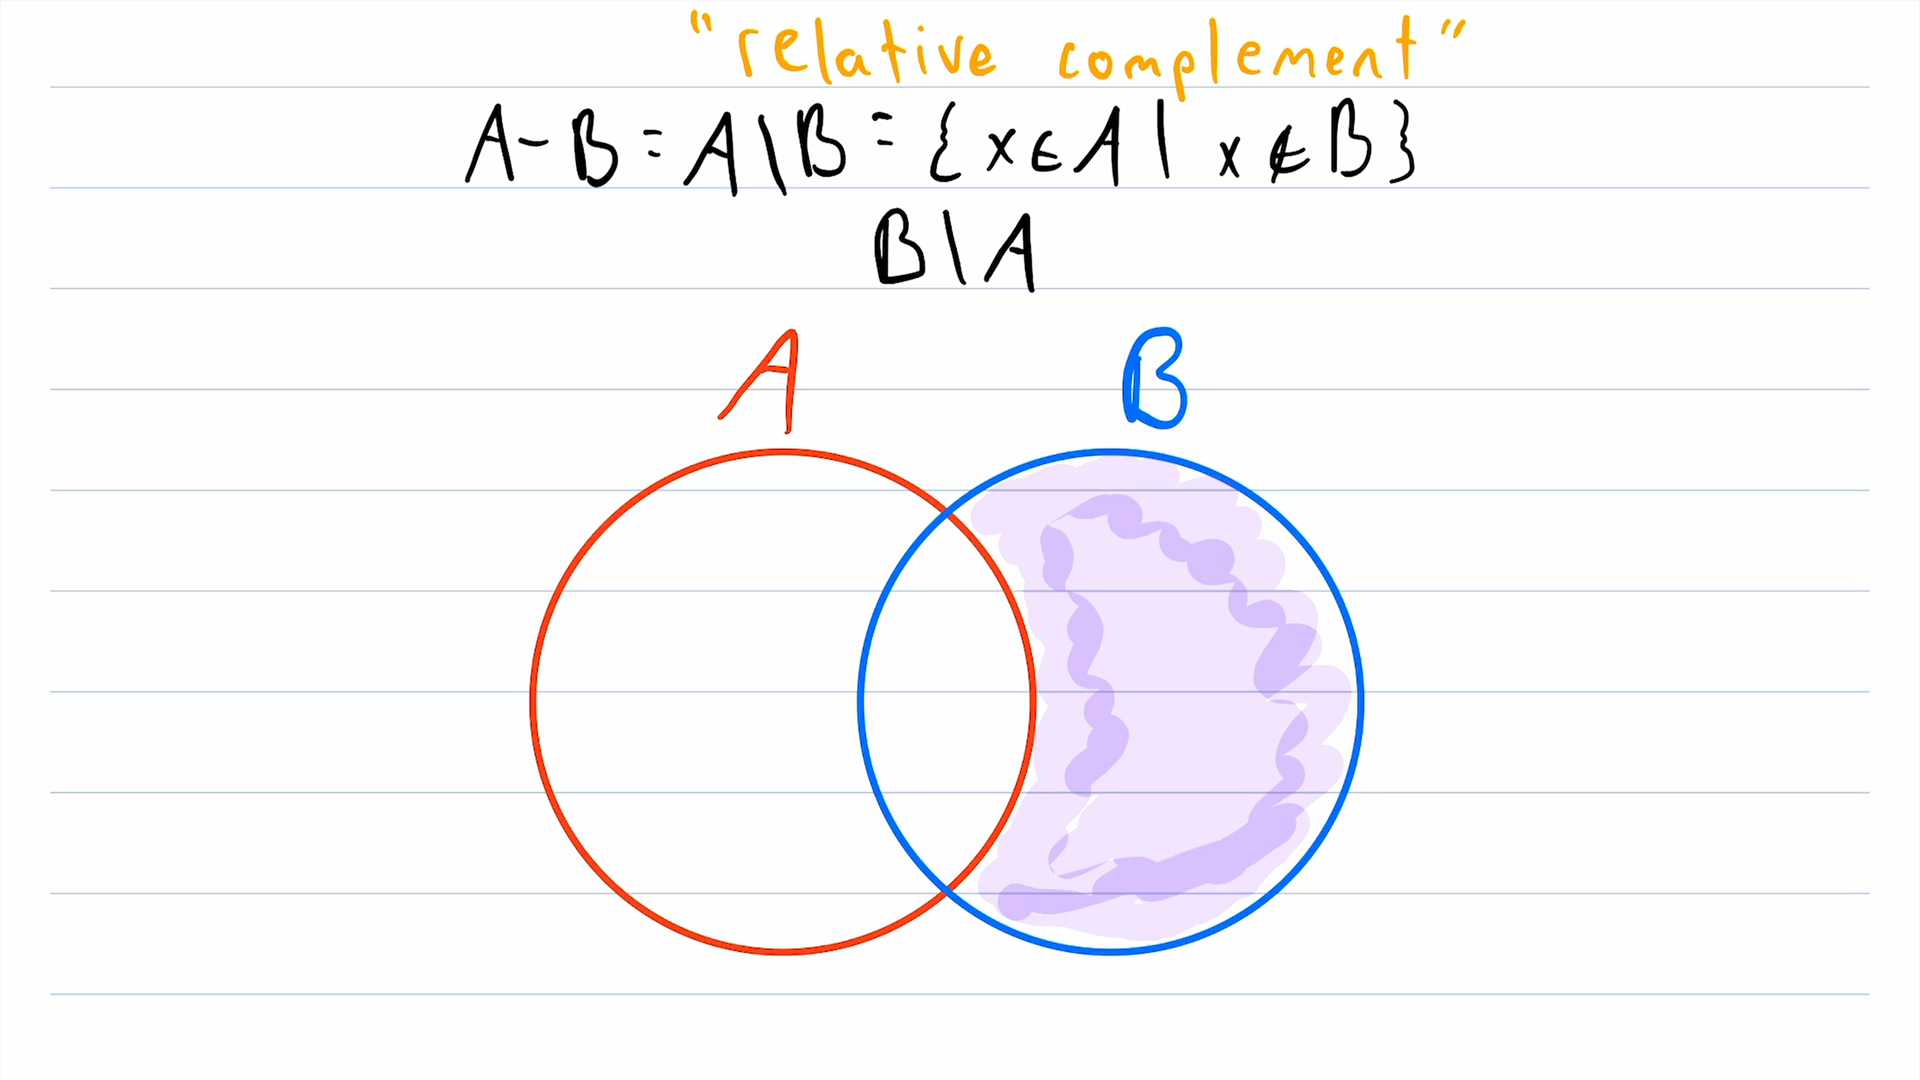 "relative complement"
A - B = A \ B = { x ∈ A | x ∉ B }
B \ A
A B